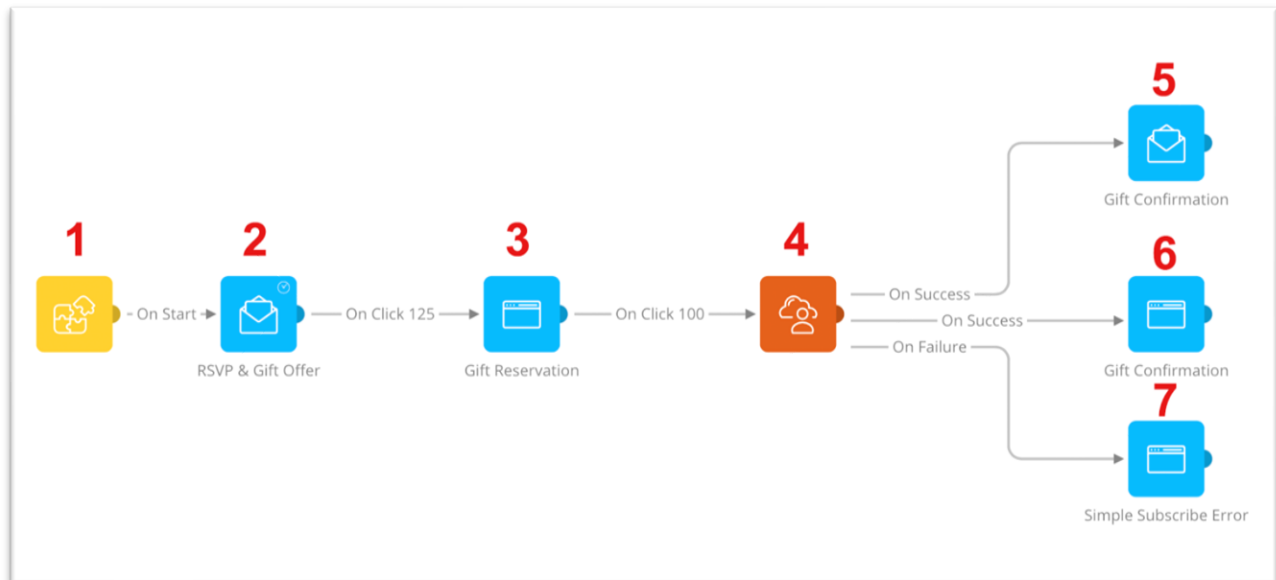 5
Gift Confirmation
1
2
3
4
6
On Start
RSVP & Gift Offer
On Click 125
Gift Reservation
On Click 100
On Success
On Success
On Failure
Gift Confirmation
7
Simple Subscribe Error